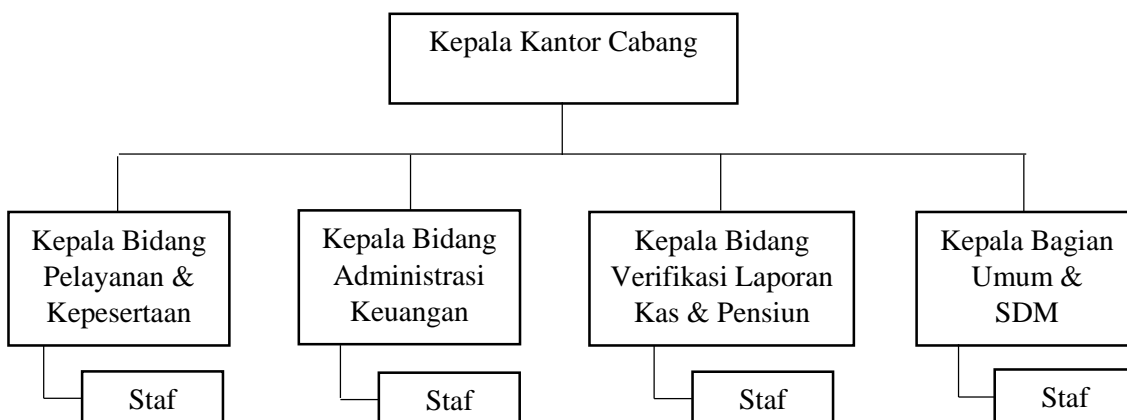 Kepala Kantor Cabang
Kepala Bidang
Pelayanan &
Kepesertaan
Kepala Bidang
Administrasi
Keuangan
Kepala Bidang
Verifikasi Laporan
Kas & Pensiun
Kepala Bagian
Umum &
SDM
Staf
Staf
Staf
Staf